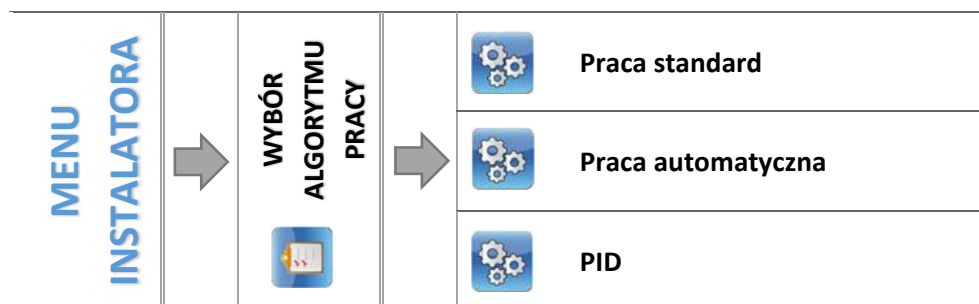 MENU
INSTALATORA
WYBÓR
ALGORYTMU
PRACY
Praca standard
Praca automatyczna
PID